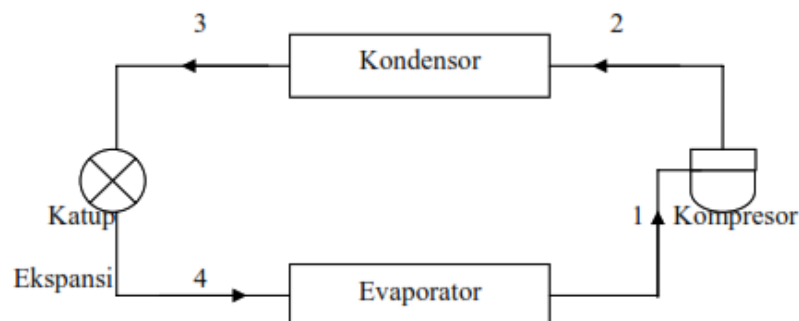 3
2
Kondensor
Katup
1
Kompresor
Ekspansi
4
Evaporator